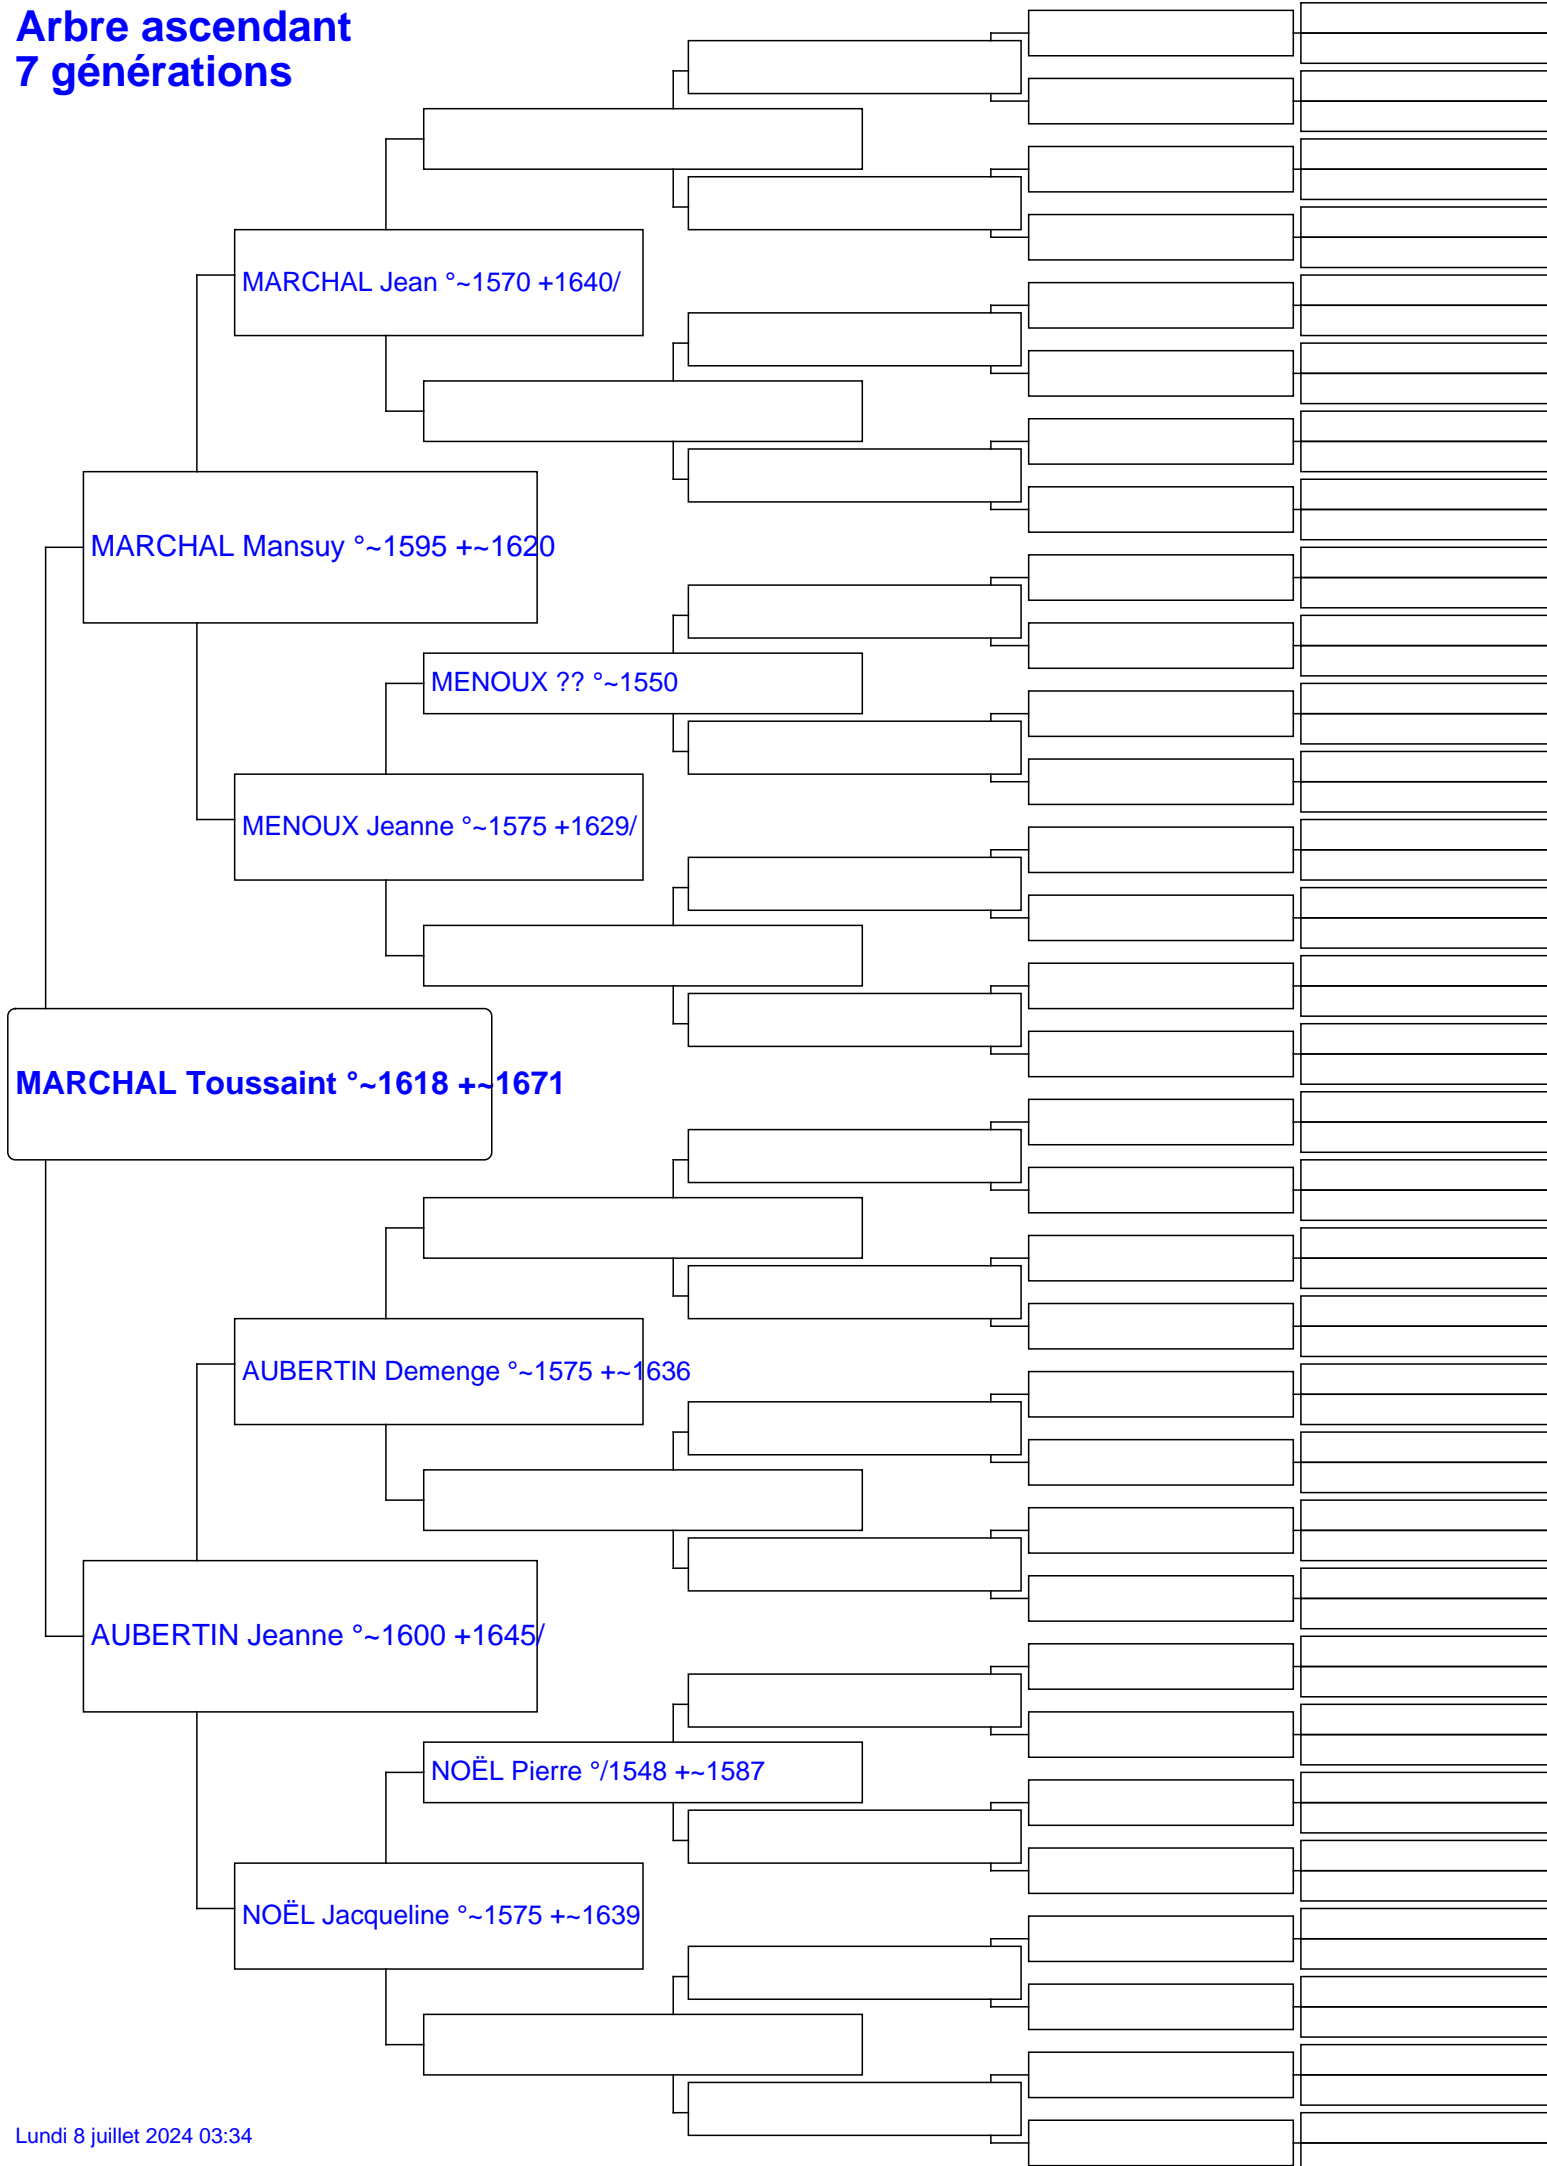 Arbre ascendant
7 générations
MARCHAL Jean °~1570 +1640/
MARCHAL Mansuy °~1595 +~1620
MENOUX ?? °~1550
MENOUX Jeanne °~1575 +1629/
MARCHAL Toussaint °~1618 +~1671
AUBERTIN Demenge °~1575 +~1636
AUBERTIN Jeanne °~1600 +1645/
NOËL Pierre °/1548 +~1587
NOËL Jacqueline °~1575 +~1639
Lundi 8 juillet 2024 03:34